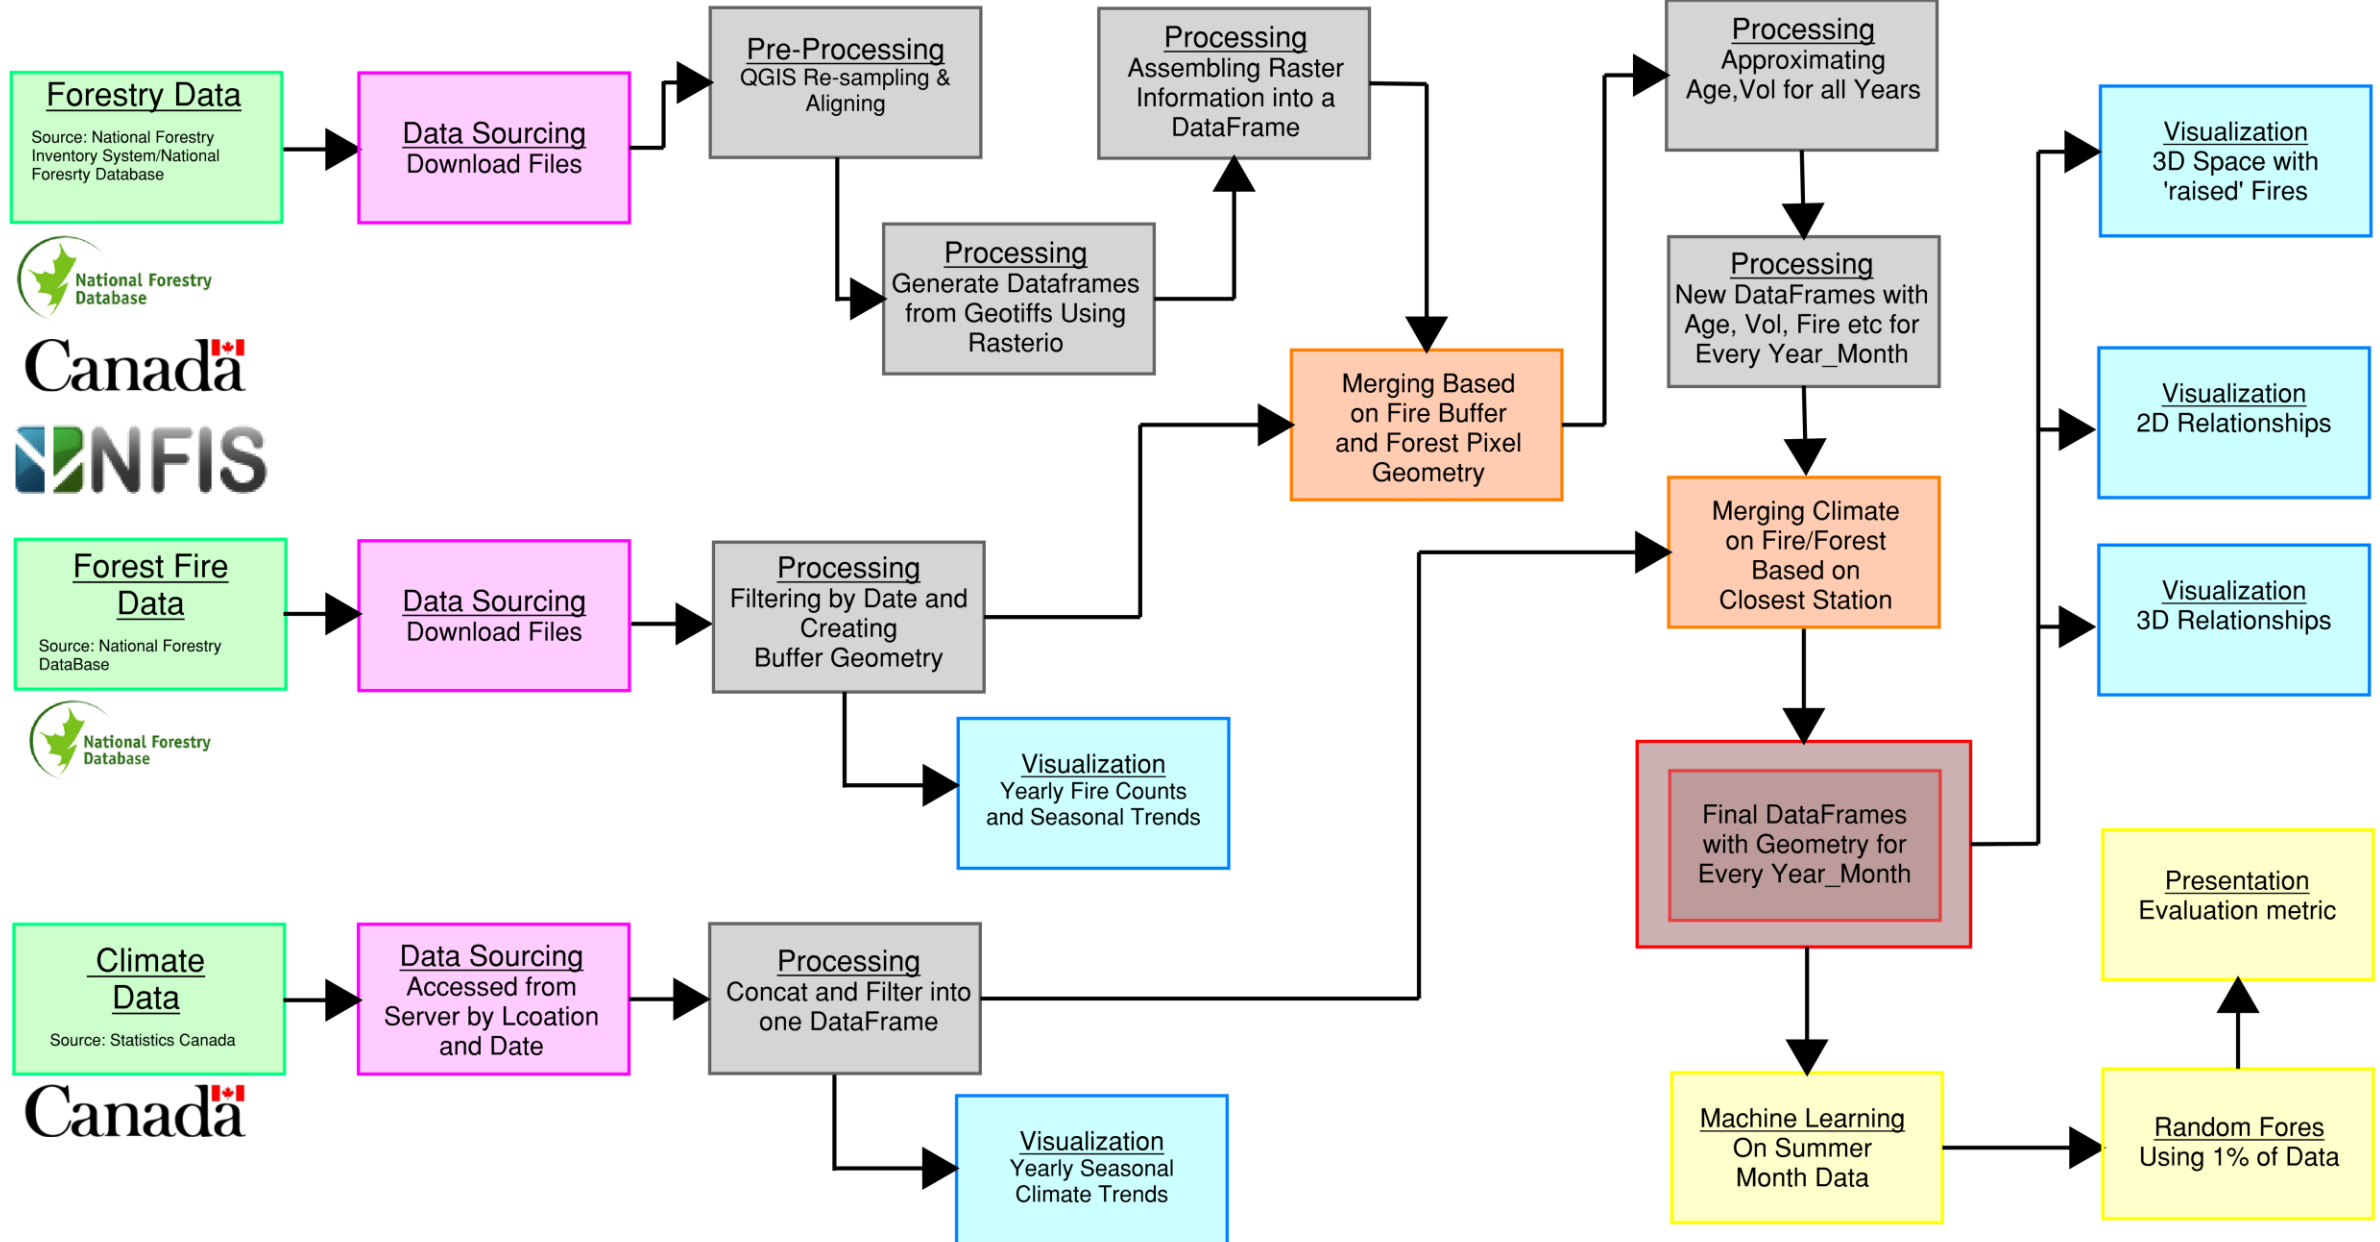 Forestry Data
Source: National Forestry
Inventory System/National
Foresrty Database
National Forestry
Database
Canada
NFIS
Data Sourcing
Download Files
Pre-Processing
QGIS Re-sampling &
Aligning
Processing
Generate Dataframes
from Geotiffs Using
Rasterio
Processing
Assembling Raster
Information into a
DataFrame
Merging Based
on Fire Buffer
and Forest Pixel
Geometry
Processing
Approximating
Age,Vol for all Years
Processing
New DataFrames with
Age, Vol, Fire etc for
Every Year_Month
Merging Climate
on Fire/Forest
Based on
Closest Station
Final DataFrames
with Geometry for
Every Year_Month
Visualization
3D Space with
'raised' Fires
Visualization
2D Relationships
Visualization
3D Relationships
Forest Fire
Data
Source: National Forestry
DataBase
National Forestry
Database
Data Sourcing
Download Files
Processing
Filtering by Date and
Creating
Buffer Geometry
Visualization
Yearly Fire Counts
and Seasonal Trends
Climate
Data
Source: Statistics Canada
Canada
Data Sourcing
Accessed from
Server by Lcoation
and Date
Processing
Concat and Filter into
one DataFrame
Visualization
Yearly Seasonal
Climate Trends
Machine Learning
On Summer
Month Data
Random Fores
Using 1% of Data
Presentation
Evaluation metric